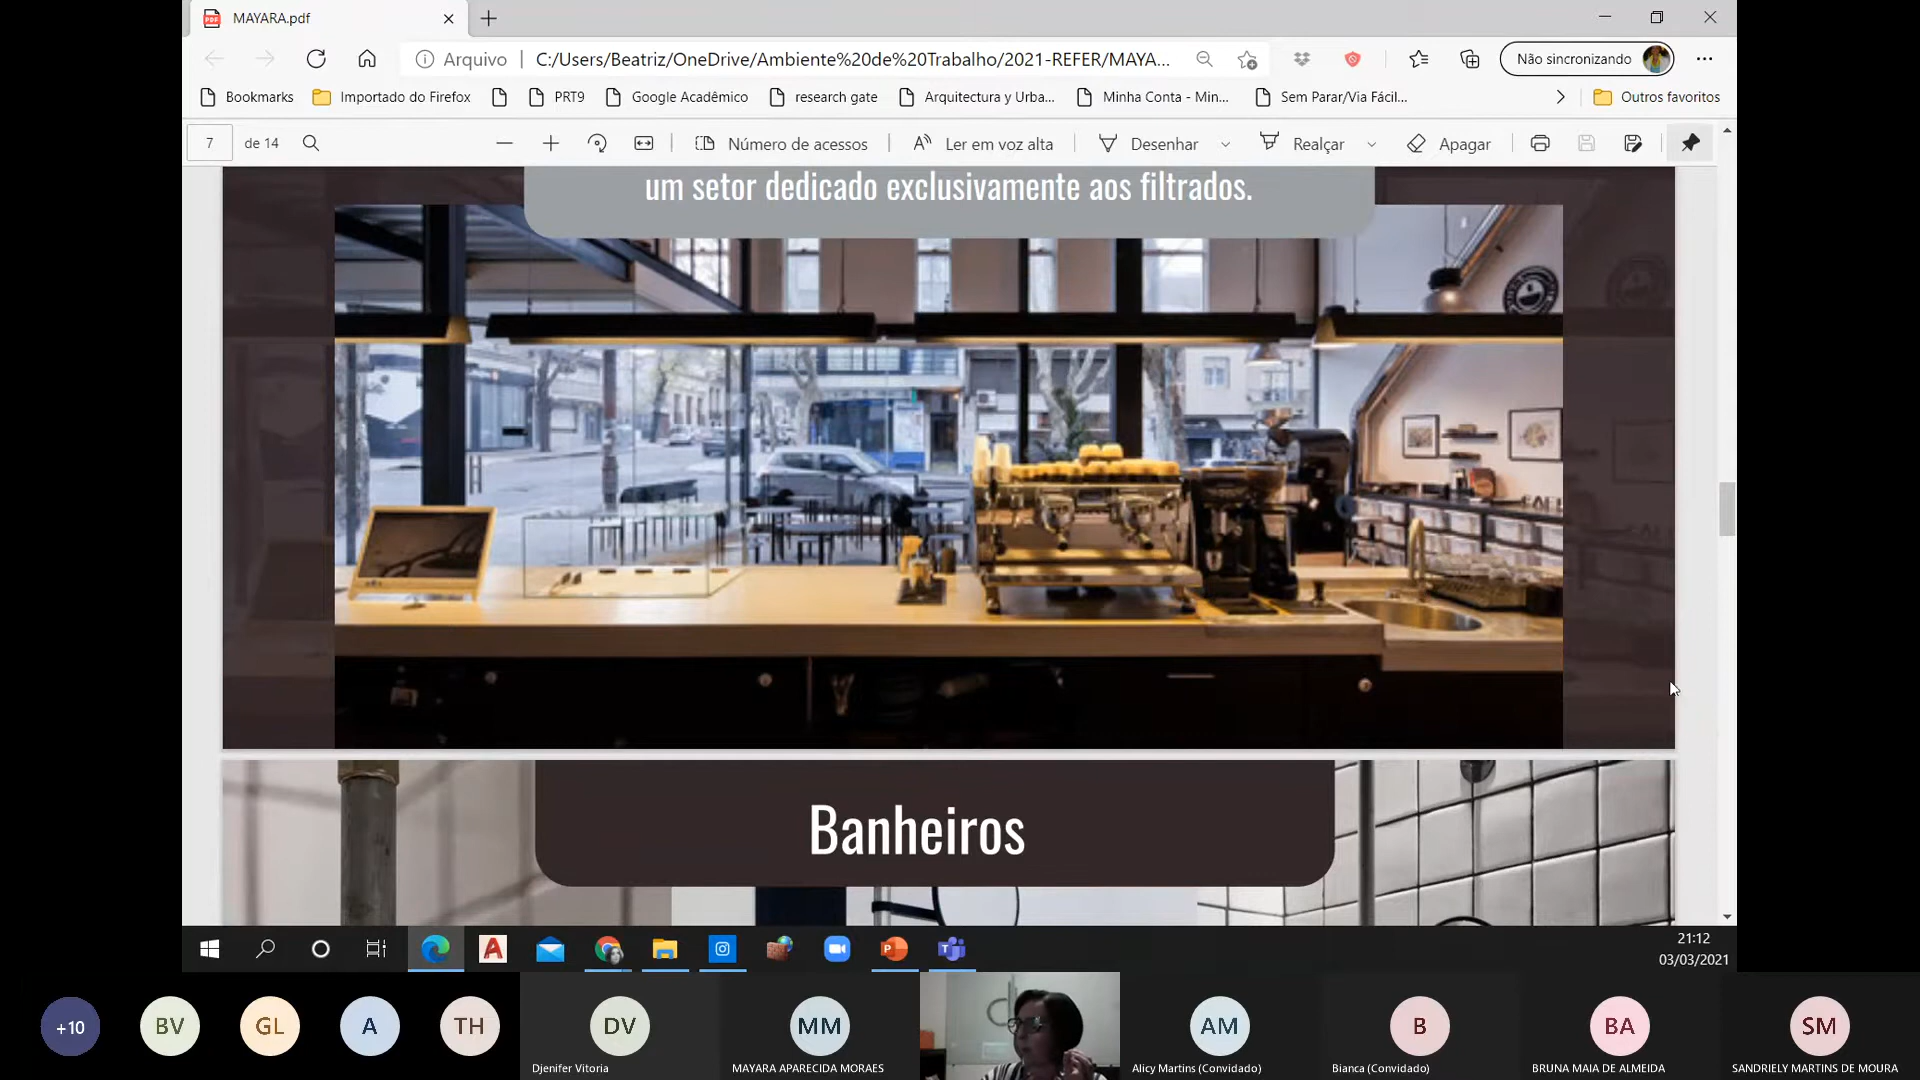 MAYARA.pdf
Arquivo
C:/Users/Beatriz/OneDrive/Ambiente%20de%20Trabalho/2021-REFER/MAYA...
Não sincronizando
Bookmarks
Importado do Firefox
PRT9
Google Acadêmico
research gate
Arquitectura y Urba...
Minha Conta - Min...
Sem Parar/Via Fácil...
Outros favoritos
7
de 14
Número de acessos
Ler em voz alta
Desenhar
Realçar
Apagar
um setor dedicado exclusivamente aos filtrados.
Banheiros
21:12
03/03/2021
+10
BV
GL
A
TH
DV
MM
AM
B
BA
SM
Djenifer Vitoria
MAYARA APARECIDA MORAES
Alicy Martins (Convidado)
Bianca (Convidado)
BRUNA MAIA DE ALMEIDA
SANDRIELY MARTINS DE MOURA